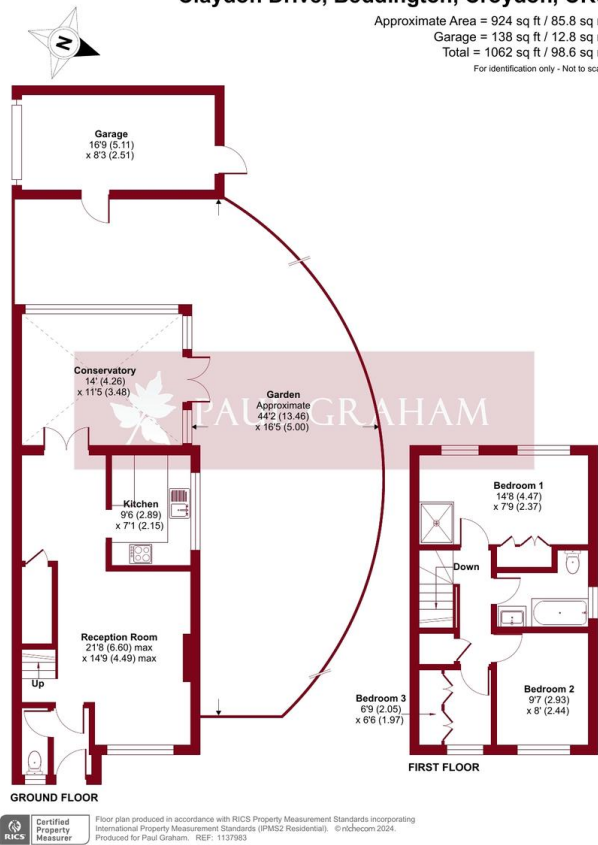 Approximate Area = 924 sq ft / 85.8 sq m
Garage = 138 sq ft / 12.8 sq m
Total = 1062 sq ft / 98.6 sq m
For identification only - Not to scale
N
Garage
16'9 (5.11)
x 8'3 (2.51)
Conservatory
14' (4.26)
x 11'5 (3.48)
Garden
Approximate
44'2 (13.46)
x 16'5 (5.00)
PAUL GRAHAM
Kitchen
9'6 (2.89)
x 7'1 (2.15)
Bedroom 1
14'8 (4.47)
x 7'9 (2.37)
Down
Reception Room
21'8 (6.60) max
x 14'9 (4.49) max
Up
Bedroom 3
6'9 (2.05)
x 6'6 (1.97)
Bedroom 2
9'7 (2.93)
x 8' (2.44)
FIRST FLOOR
GROUND FLOOR
RICS
Certified
Property
Measurer
Floor plan produced in accordance with RICS Property Measurement Standards incorporating
International Property Measurement Standards (IPMS2 Residential). © nichecom 2024.
Produced for Paul Graham. REF: 1137983